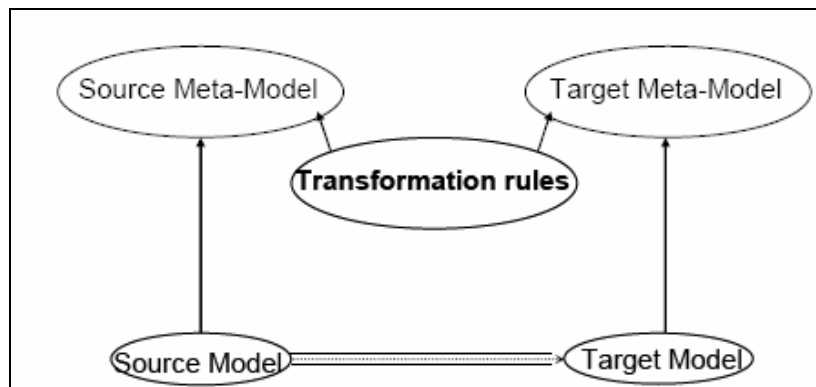 Source Meta-Model
Target Meta-Model
Transformation rules
Source Model
Target Model